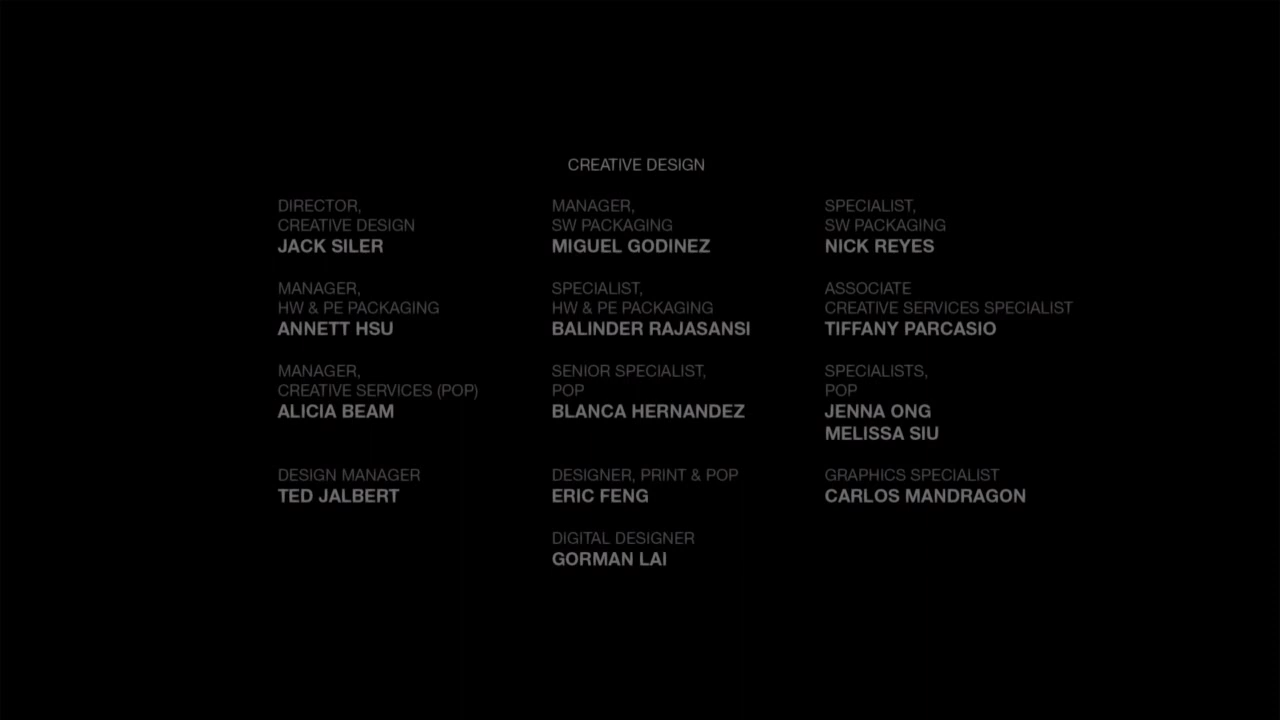 CREATIVE DESIGN
DIRECTOR,
CREATIVE DESIGN
JACK SILER
MANAGER,
SW PACKAGING
MIGUEL GODINEZ
SPECIALIST,
SW PACKAGING
NICK REYES
MANAGER,
HW & PE PACKAGING
ANNETT HSU
SPECIALIST,
HW & PE PACKAGING
BALINDER RAJASANSI
ASSOCIATE
CREATIVE SERVICES SPECIALIST
TIFFANY PARCASIO
MANAGER,
CREATIVE SERVICES (POP)
ALICIA BEAM
SENIOR SPECIALIST,
POP
BLANCA HERNANDEZ
SPECIALISTS,
POP
JENNA ONG
MELISSA SIU
DESIGN MANAGER
TED JALBERT
DESIGNER, PRINT & POP
ERIC FENG
GRAPHICS SPECIALIST
CARLOS MANDRAGON
DIGITAL DESIGNER
GORMAN LAI